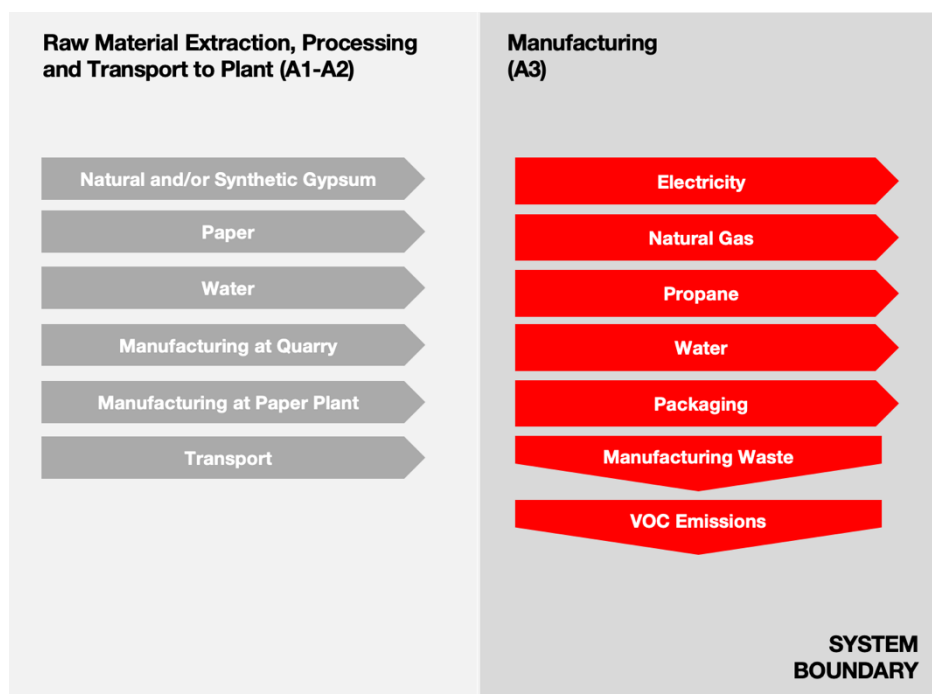 Raw Material Extraction, Processing
and Transport to Plant (A1-A2)
Natural and/or Synthetic Gypsum
Paper
Water
Manufacturing at Quarry
Manufacturing at Paper Plant
Transport
Manufacturing
(A3)
Electricity
Natural Gas
Propane
Water
Packaging
Manufacturing Waste
VOC Emissions
SYSTEM
BOUNDARY